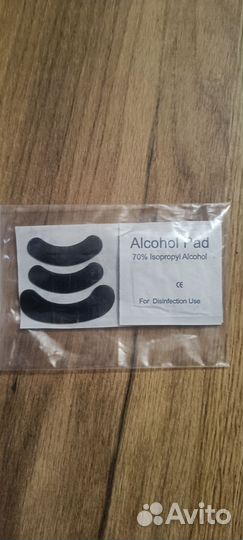 Alcohol Pad
70% Isopropyl Alcohol
CE
For Disinfection Use
Avito